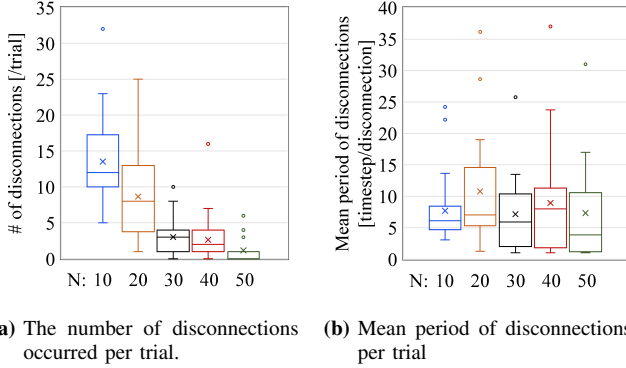 # of disconnections [/trial]
35
30
25
20
15
10
5
0
N: 10 20 30 40 50
Mean period of disconnections
[timestep/disconnection]
40
35
30
25
20
15
10
5
0
N: 10 20 30 40 50
a) The number of disconnections
occurred per trial.
(b) Mean period of disconnections
per trial